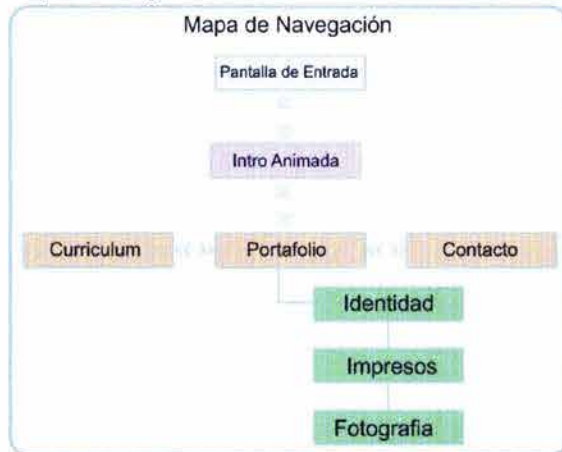 Mapa de Navegación
Pantalla de Entrada
Intro Animada
Curriculum Portafolio Contacto
Identidad
Impresos
Fotografia